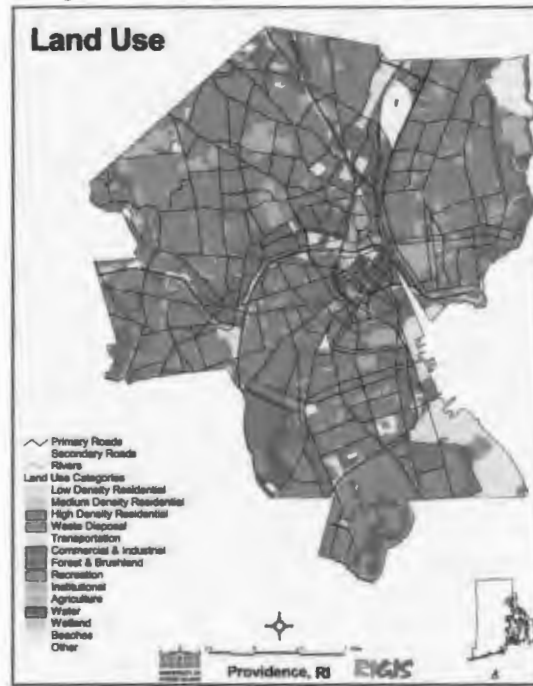 Land Use
Primary Roads
Secondary Roads
Rivers
Land Use Categories
Low Density Residential
Medium Density Residential
High Density Residential
Waste Disposal
Transportation
Commercial & Industrial
Forest & Brushland
Recreation
Institutional
Agriculture
Water
Wetland
Beaches
Other
Providence, RI
RIGIS